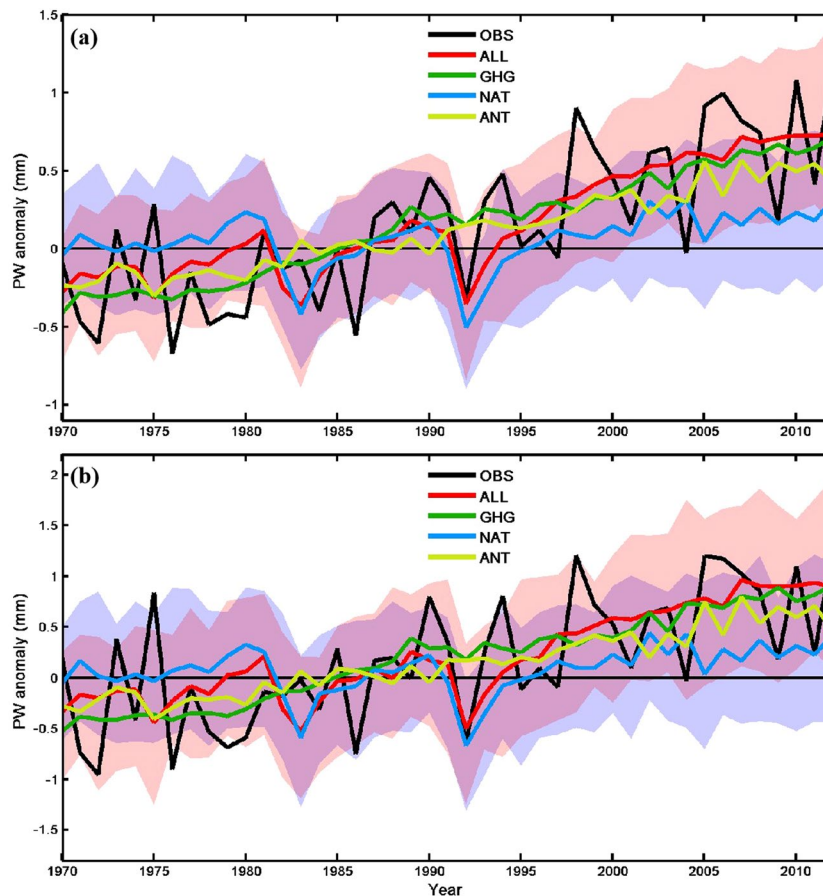 1.5
(a)
OBS
ALL
GHG
NAT
ANT
1
0.5
0
-0.5
-1
PW anomaly (mm)
1970 1975 1980 1985 1990 1995 2000 2005 2010
2
(b)
OBS
ALL
GHG
NAT
ANT
1.5
1
0.5
0
-0.5
-1
-1.5
PW anomaly (mm)
1970 1975 1980 1985 1990 1995 2000 2005 2010
Year